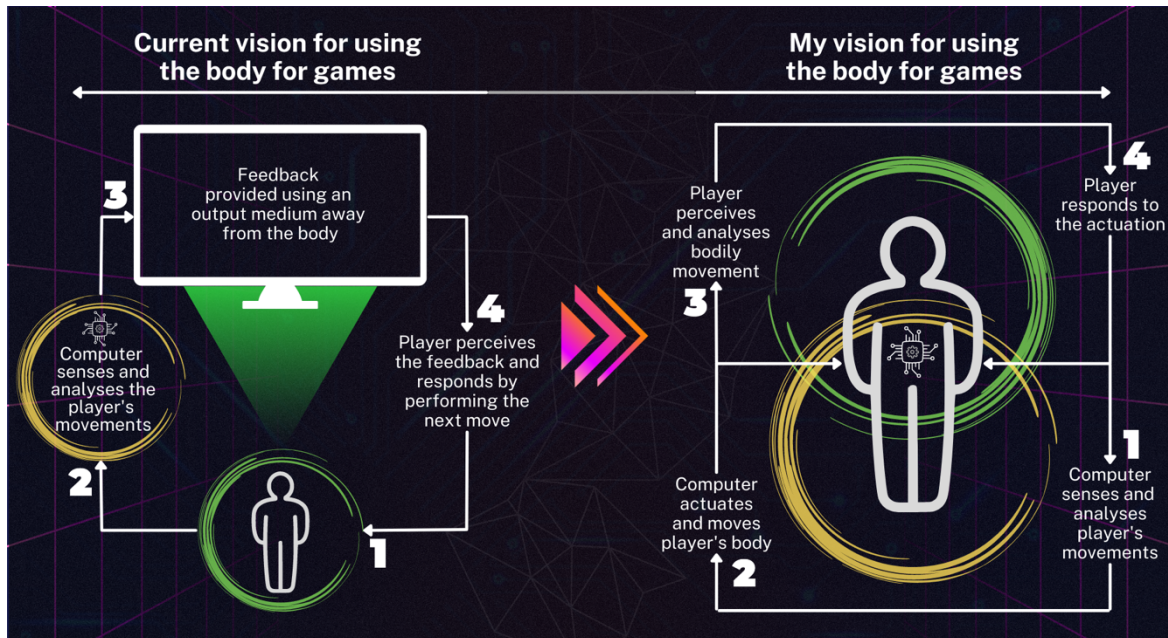 Current vision for using
the body for games
My vision for using
the body for games
3
Feedback
provided using an
output medium away
from the body
Computer
senses and
analyses the
player's
movements
2
4
Player perceives
the feedback and
responds by
performing the
next move
1
Player
perceives
and analyses
bodily
movement
3
4
Player
responds to
the actuation
Computer
actuates
and moves
player's body
2
1
Computer
senses and
analyses
player's
movements